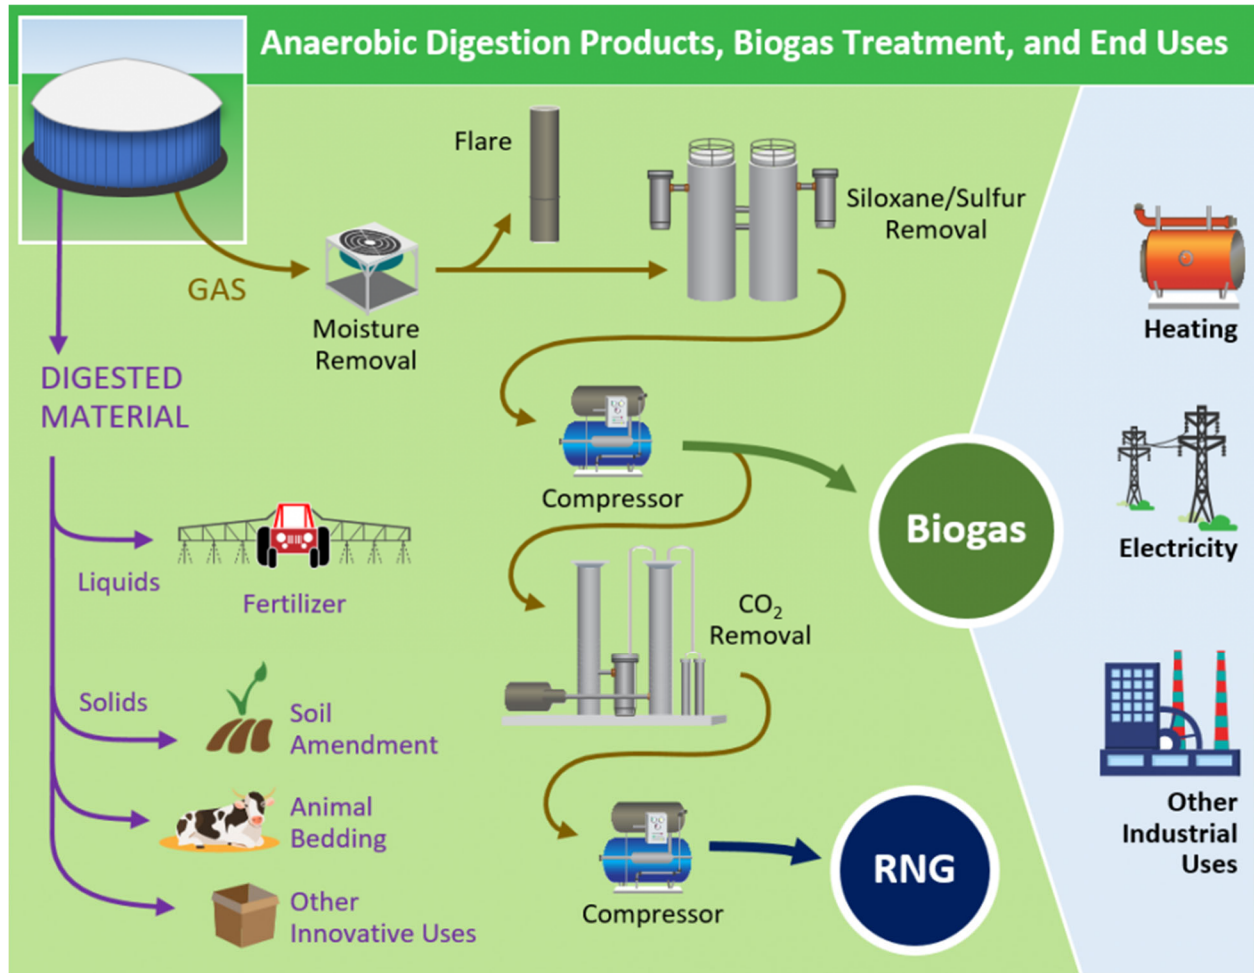 Anaerobic Digestion Products, Biogas Treatment, and End Uses
Flare
Siloxane/Sulfur
Removal
GAS
Moisture
Removal
Heating
DIGESTED
MATERIAL
Compressor
Biogas
Electricity
Liquids
Fertilizer
CO₂
Removal
Solids
Soil
Amendment
Animal
Bedding
Other
Innovative Uses
Compressor
RNG
Other
Industrial
Uses